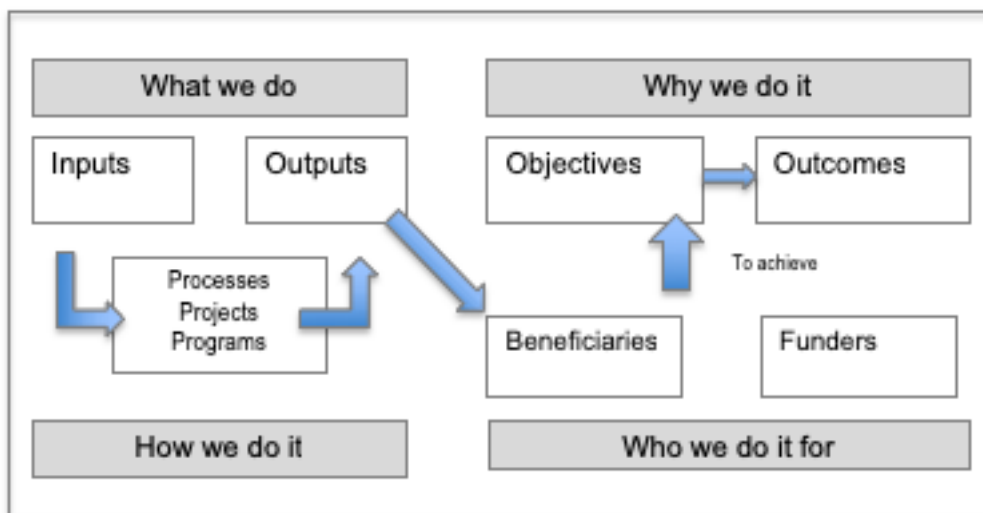 What we do
Why we do it
Inputs
Outputs
Objectives
Outcomes
To achieve
Processes
Projects
Programs
Beneficiaries
Funders
How we do it
Who we do it for